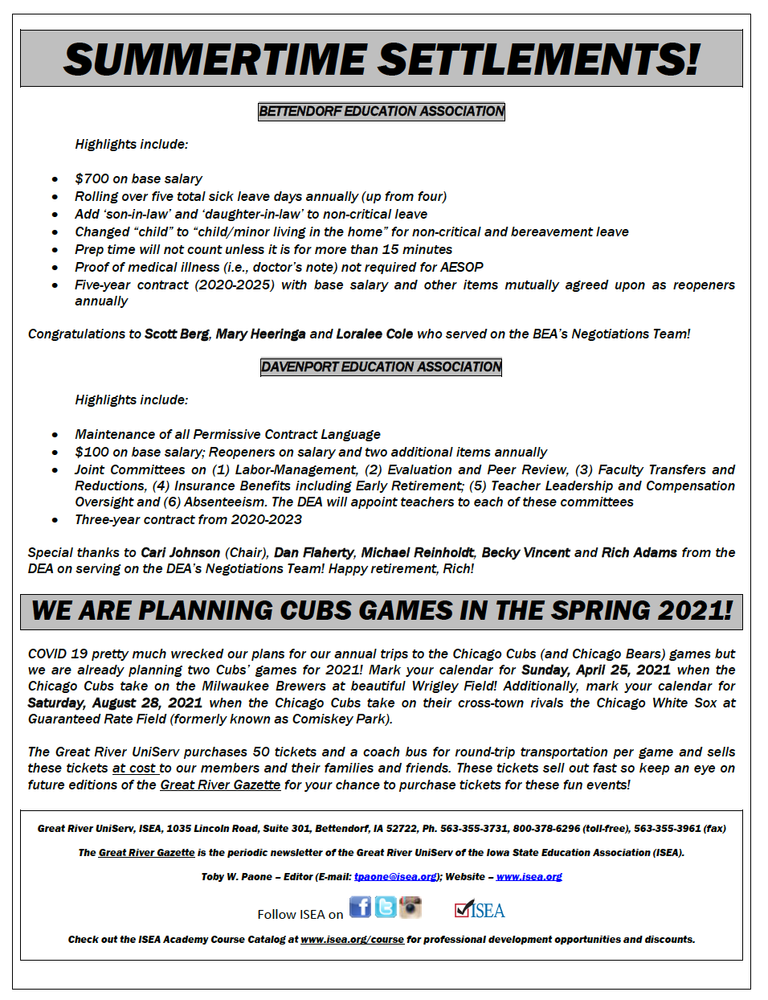 SUMMERTIME SETTLEMENTS!
BETTENDORF EDUCATION ASSOCIATION
Highlights include:
• $700 on base salary
• Rolling over five total sick leave days annually (up from four)
• Add ‘son-in-law’ and ‘daughter-in-law’ to non-critical leave
• Changed “child” to “child/minor living in the home” for non-critical and bereavement leave
• Prep time will not count unless it is for more than 15 minutes
• Proof of medical illness (i.e., doctor’s note) not required for AESOP
• Five-year contract (2020-2025) with base salary and other items mutually agreed upon as reopeners
annually
Congratulations to Scott Berg, Mary Heeringa and Loralee Cole who served on the BEA’s Negotiations Team!
DAVENPORT EDUCATION ASSOCIATION
Highlights include:
• Maintenance of all Permissive Contract Language
• $100 on base salary; Reopeners on salary and two additional items annually
• Joint Committees on (1) Labor-Management, (2) Evaluation and Peer Review, (3) Faculty Transfers and
Reductions, (4) Insurance Benefits including Early Retirement; (5) Teacher Leadership and Compensation
Oversight and (6) Absenteeism. The DEA will appoint teachers to each of these committees
• Three-year contract from 2020-2023
Special thanks to Cari Johnson (Chair), Dan Flaherty, Michael Reinholdt, Becky Vincent and Rich Adams from the
DEA on serving on the DEA’s Negotiations Team! Happy retirement, Rich!
WE ARE PLANNING CUBS GAMES IN THE SPRING 2021!
COVID 19 pretty much wrecked our plans for our annual trips to the Chicago Cubs (and Chicago Bears) games but
we are already planning two Cubs’ games for 2021! Mark your calendar for Sunday, April 25, 2021 when the
Chicago Cubs take on the Milwaukee Brewers at beautiful Wrigley Field! Additionally, mark your calendar for
Saturday, August 28, 2021 when the Chicago Cubs take on their cross-town rivals the Chicago White Sox at
Guaranteed Rate Field (formerly known as Comiskey Park).
The Great River UniServ purchases 50 tickets and a coach bus for round-trip transportation per game and sells
these tickets at cost to our members and their families and friends. These tickets sell out fast so keep an eye on
future editions of the Great River Gazette for your chance to purchase tickets for these fun events!
Great River UniServ, ISEA, 1035 Lincoln Road, Suite 301, Bettendorf, IA 52722, Ph. 563-355-3731, 800-378-6296 (toll-free), 563-355-3961 (fax)
The Great River Gazette is the periodic newsletter of the Great River UniServ of the Iowa State Education Association (ISEA).
Toby W. Paone – Editor (E-mail: tpaone@isea.org); Website – www.isea.org
Follow ISEA on f t ISEA
Check out the ISEA Academy Course Catalog at www.isea.org/course for professional development opportunities and discounts.